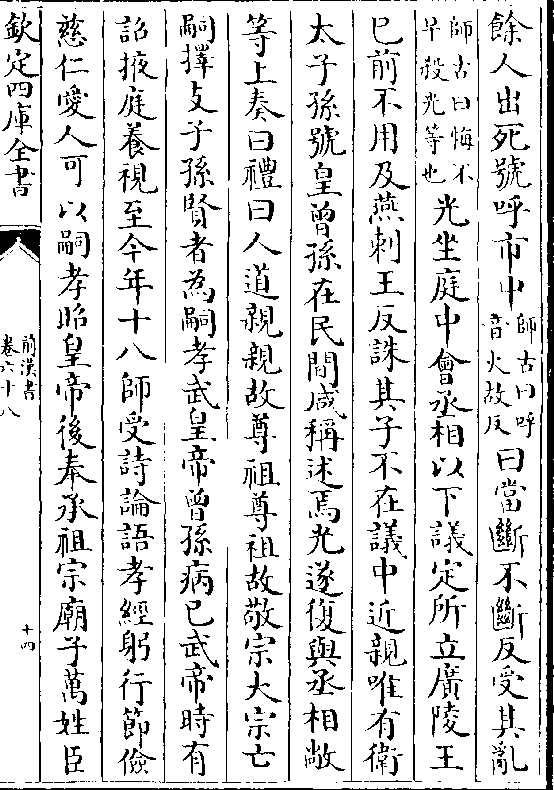 餘人出死號呼市中師古曰呼音火故反曰當斷不斷反受其亂
師古曰悔不早殺光等也光坐庭中會丞相以下議定所立廣陵王
已前不用及燕刺王反誅其子不在議中近親唯有衛
太子孫號皇曾孫在民間咸稱述焉光遂復與丞相敞
等上奏曰禮曰人道親親故尊祖尊祖故敬宗大宗亡
嗣擇支子孫賢者為嗣孝武皇帝曾孫病已武帝時有
詔掖庭養視至今年十八師受詩論語孝經躬行節儉
慈仁愛人可以嗣孝昭皇帝後奉承祖宗廟子萬姓臣
欽定四庫全書
前漢書
卷六十八
十四